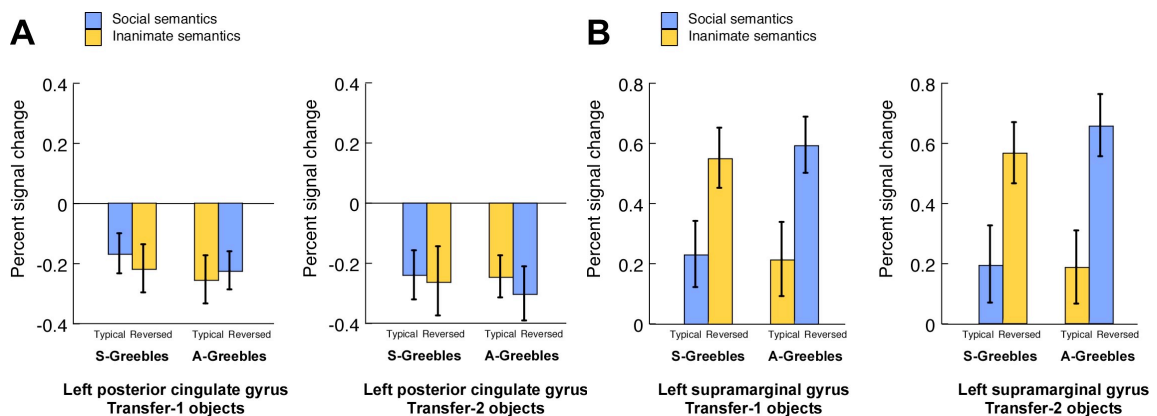 A
Social semantics
Inanimate semantics
Percent signal change
0.4
0.2
0
-0.2
-0.4
Typical Reversed Typical Reversed
S-Greebles A-Greebles
Left posterior cingulate gyrus
Transfer-1 objects
Percent signal change
0.4
0.2
0
-0.2
-0.4
Typical Reversed Typical Reversed
S-Greebles A-Greebles
Left posterior cingulate gyrus
Transfer-2 objects
B
Social semantics
Inanimate semantics
Percent signal change
0.8
0.6
0.4
0.2
0
Typical Reversed Typical Reversed
S-Greebles A-Greebles
Left supramarginal gyrus
Transfer-1 objects
Percent signal change
0.8
0.6
0.4
0.2
0
Typical Reversed Typical Reversed
S-Greebles A-Greebles
Left supramarginal gyrus
Transfer-2 objects